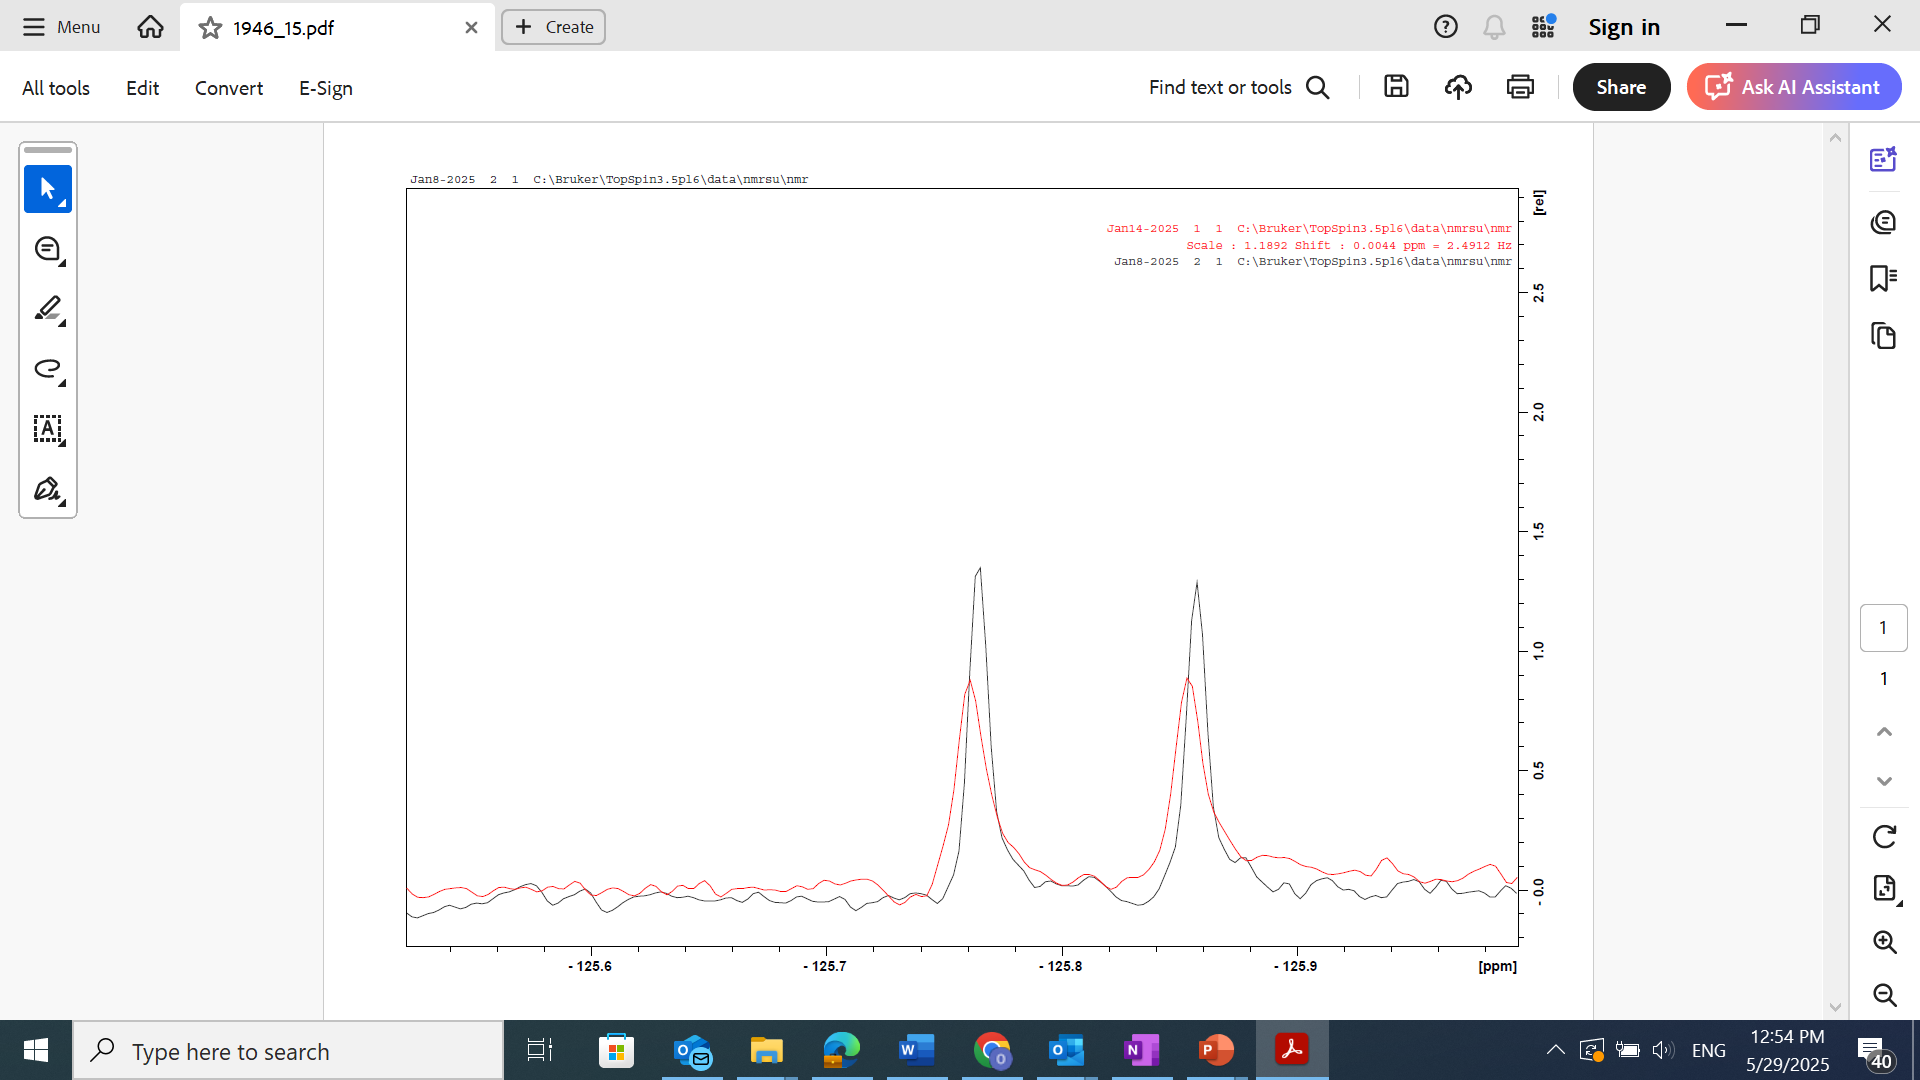 Menu
1946_15.pdf
Create
Sign in
All tools
Edit
Convert
E-Sign
Find text or tools
Share
Ask AI Assistant
Jan8-2025 2 1 C:\Bruker\TopSpin3.5pl6\data\nmrsu\nmr
[rel]
Jan14-2025 1 1 C:\Bruker\TopSpin3.5pl6\data\nmrsu\nmr
Scale : 1.1892 Shift : 0.0044 ppm = 2.4912 Hz
Jan8-2025 2 1 C:\Bruker\TopSpin3.5pl6\data\nmrsu\nmr
2.5
2.0
1.5
1.0
0.5
- 0.0
- 125.6
- 125.7
- 125.8
- 125.9
[ppm]
1
1
Type here to search
ENG
12:54 PM
5/29/2025
40